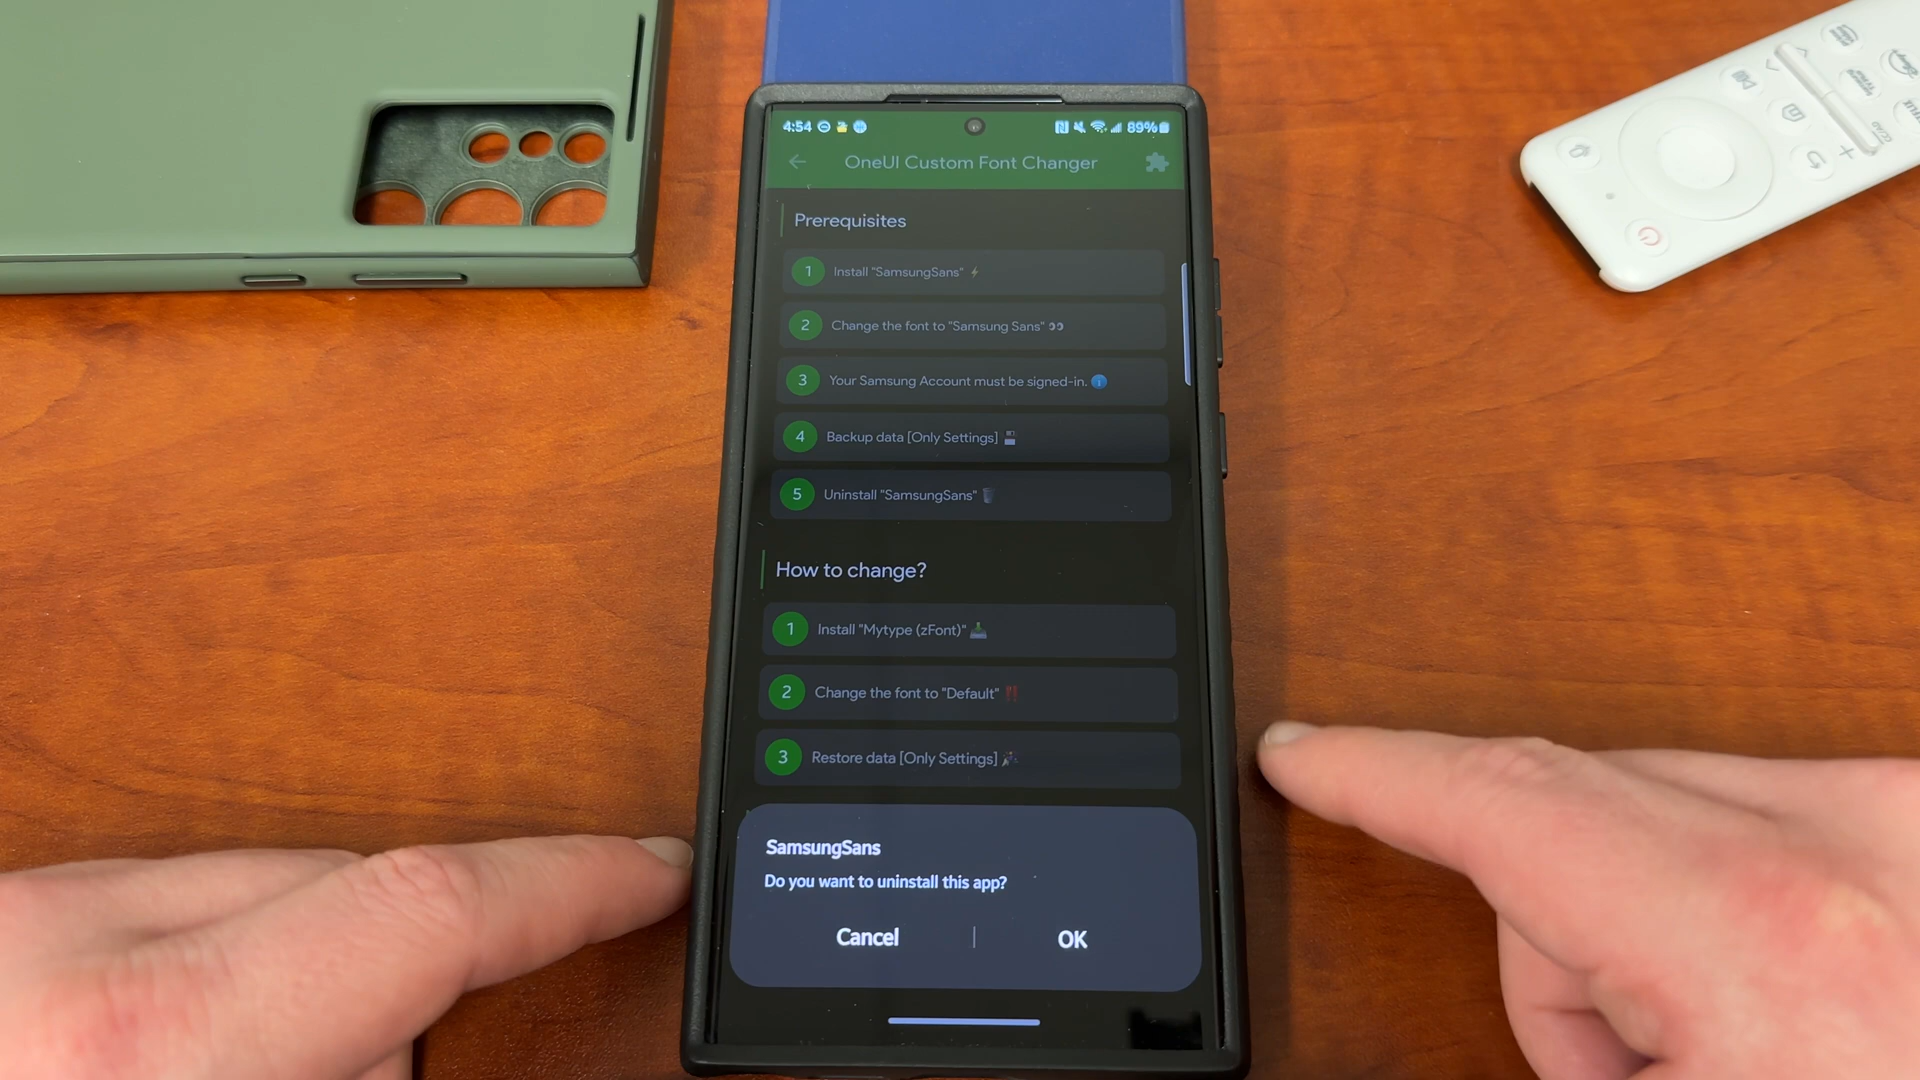 4:54
89%
OneUI Custom Font Changer
Prerequisites
1 Install "SamsungSans"
2 Change the font to "Samsung Sans"
3 Your Samsung Account must be signed-in.
4 Backup data [Only Settings]
5 Uninstall "SamsungSans"
How to change?
1 Install "Mytype (zFont)"
2 Change the font to "Default"
3 Restore data [Only Settings]
SamsungSans
Do you want to uninstall this app?
Cancel | OK